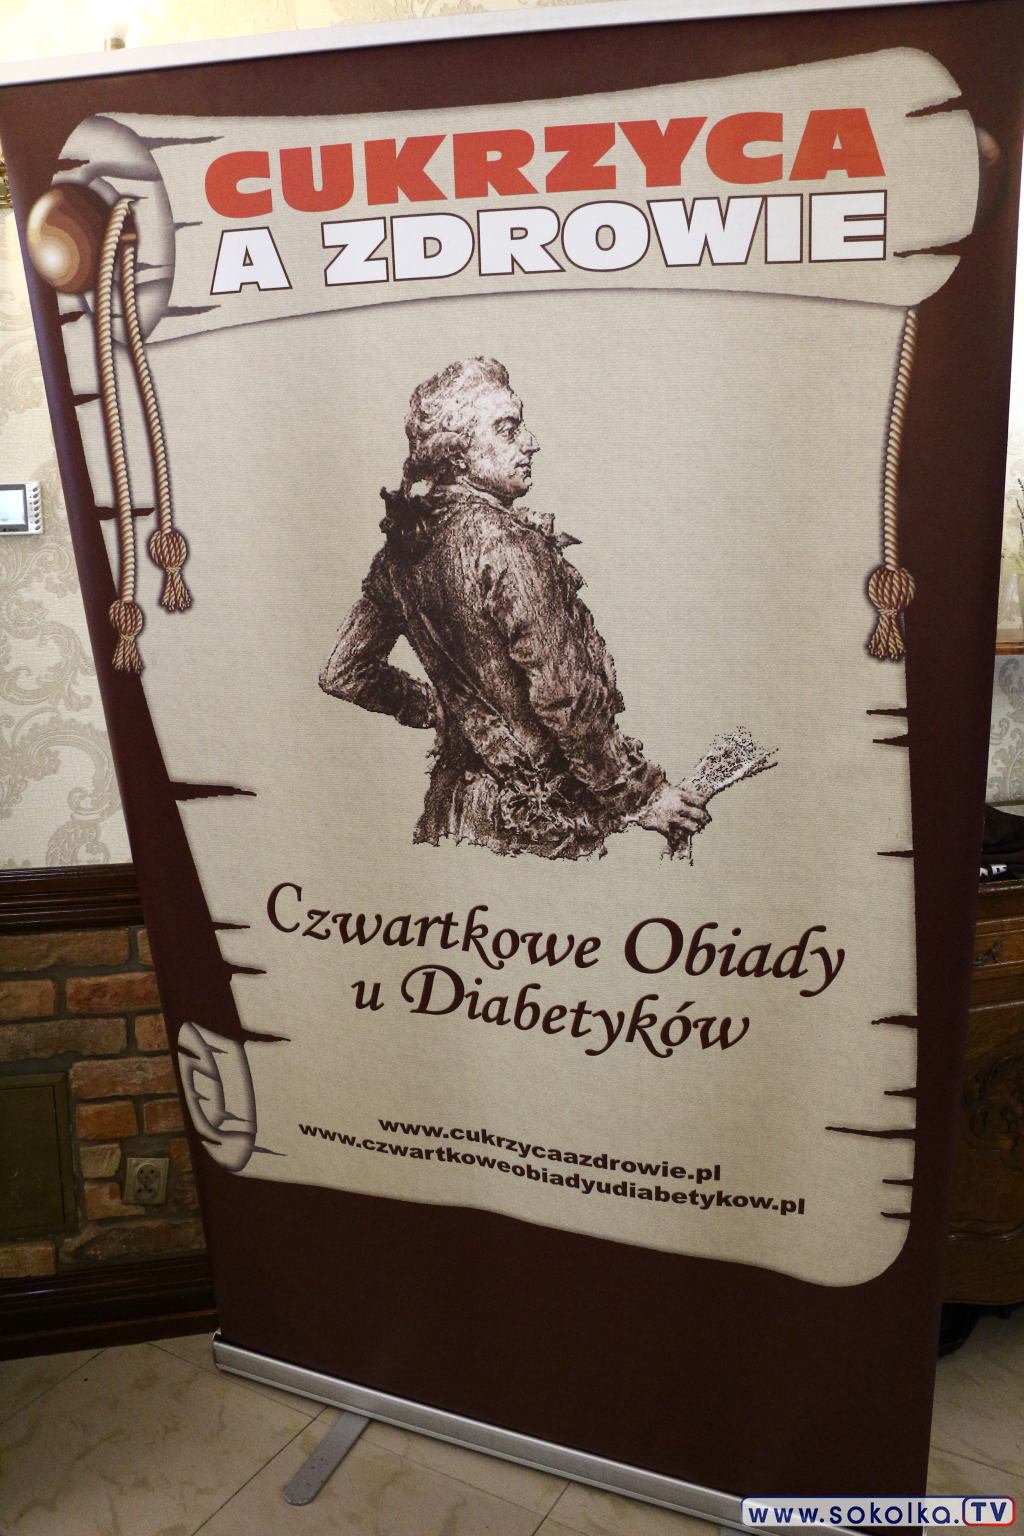 CUKRZYCA
A ZDROWIE
Czwartkowe Obiady
u Diabetyków
www.cukrzycaazdrowie.pl
www.czwartkoweobiadyudiabetykow.pl
www.sokolka.TV